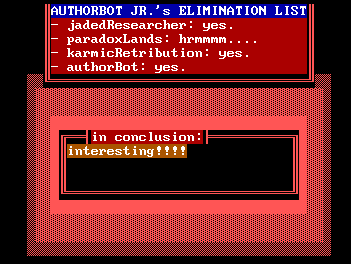 AUTHORBOT JR.'s ELIMINATION LIST
- jadedResearcher: yes.
- paradoxLands: hrmmmm....
- karmicRetribution: yes.
- authorBot: yes.
in conclusion:
interesting!!!!